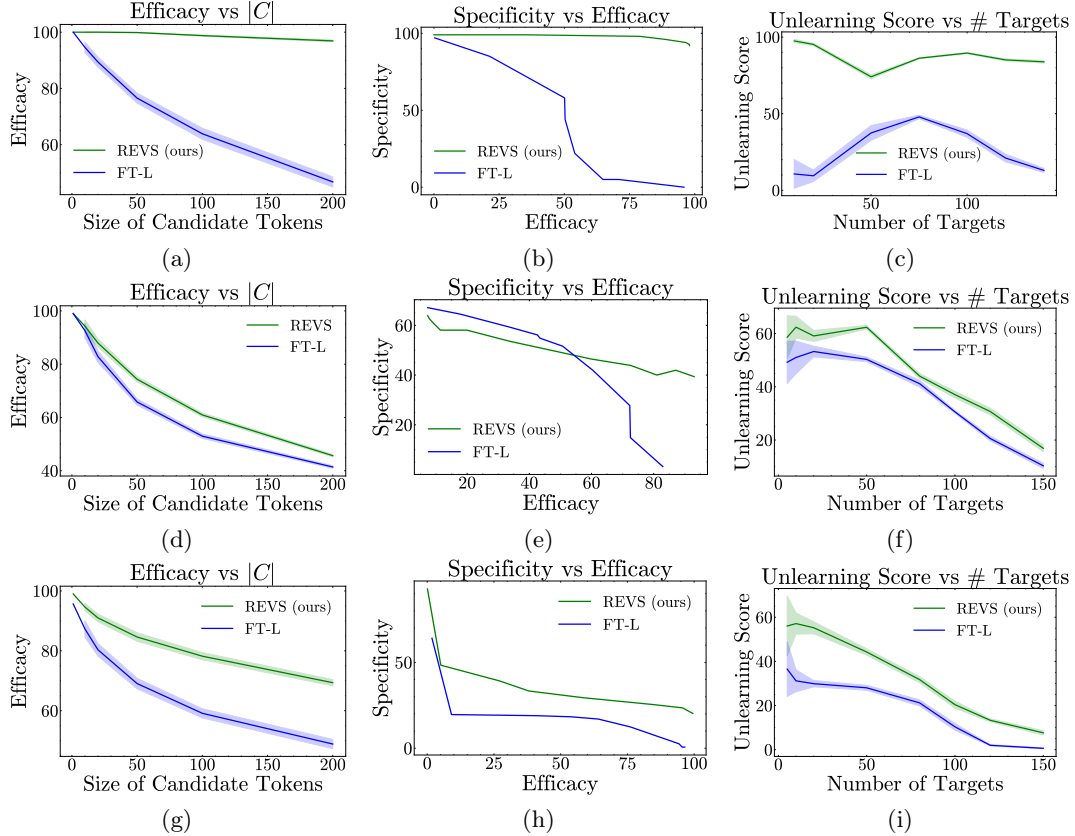 Efficacy vs |C|
Efficacy
100
80
60
REVS (ours)
FT-L
0 50 100 150 200
Size of Candidate Tokens
(a)
Specificity vs Efficacy
Specificity
100
50
0
REVS (ours)
FT-L
0 25 50 75 100
Efficacy
(b)
Unlearning Score vs # Targets
Unlearning Score
100
50
0
REVS (ours)
FT-L
50 100
Number of Targets
(c)
Efficacy vs |C|
Efficacy
100
80
60
40
REVS
FT-L
0 50 100 150 200
Size of Candidate Tokens
(d)
Specificity vs Efficacy
Specificity
60
40
20
REVS (ours)
FT-L
20 40 60 80
Efficacy
(e)
Unlearning Score vs # Targets
Unlearning Score
60
40
20
REVS (ours)
FT-L
0 50 100 150
Number of Targets
(f)
Efficacy vs |C|
Efficacy
100
80
60
REVS (ours)
FT-L
0 50 100 150 200
Size of Candidate Tokens
(g)
Specificity vs Efficacy
Specificity
50
0
REVS (ours)
FT-L
0 25 50 75 100
Efficacy
(h)
Unlearning Score vs # Targets
Unlearning Score
60
40
20
0
REVS (ours)
FT-L
0 50 100 150
Number of Targets
(i)